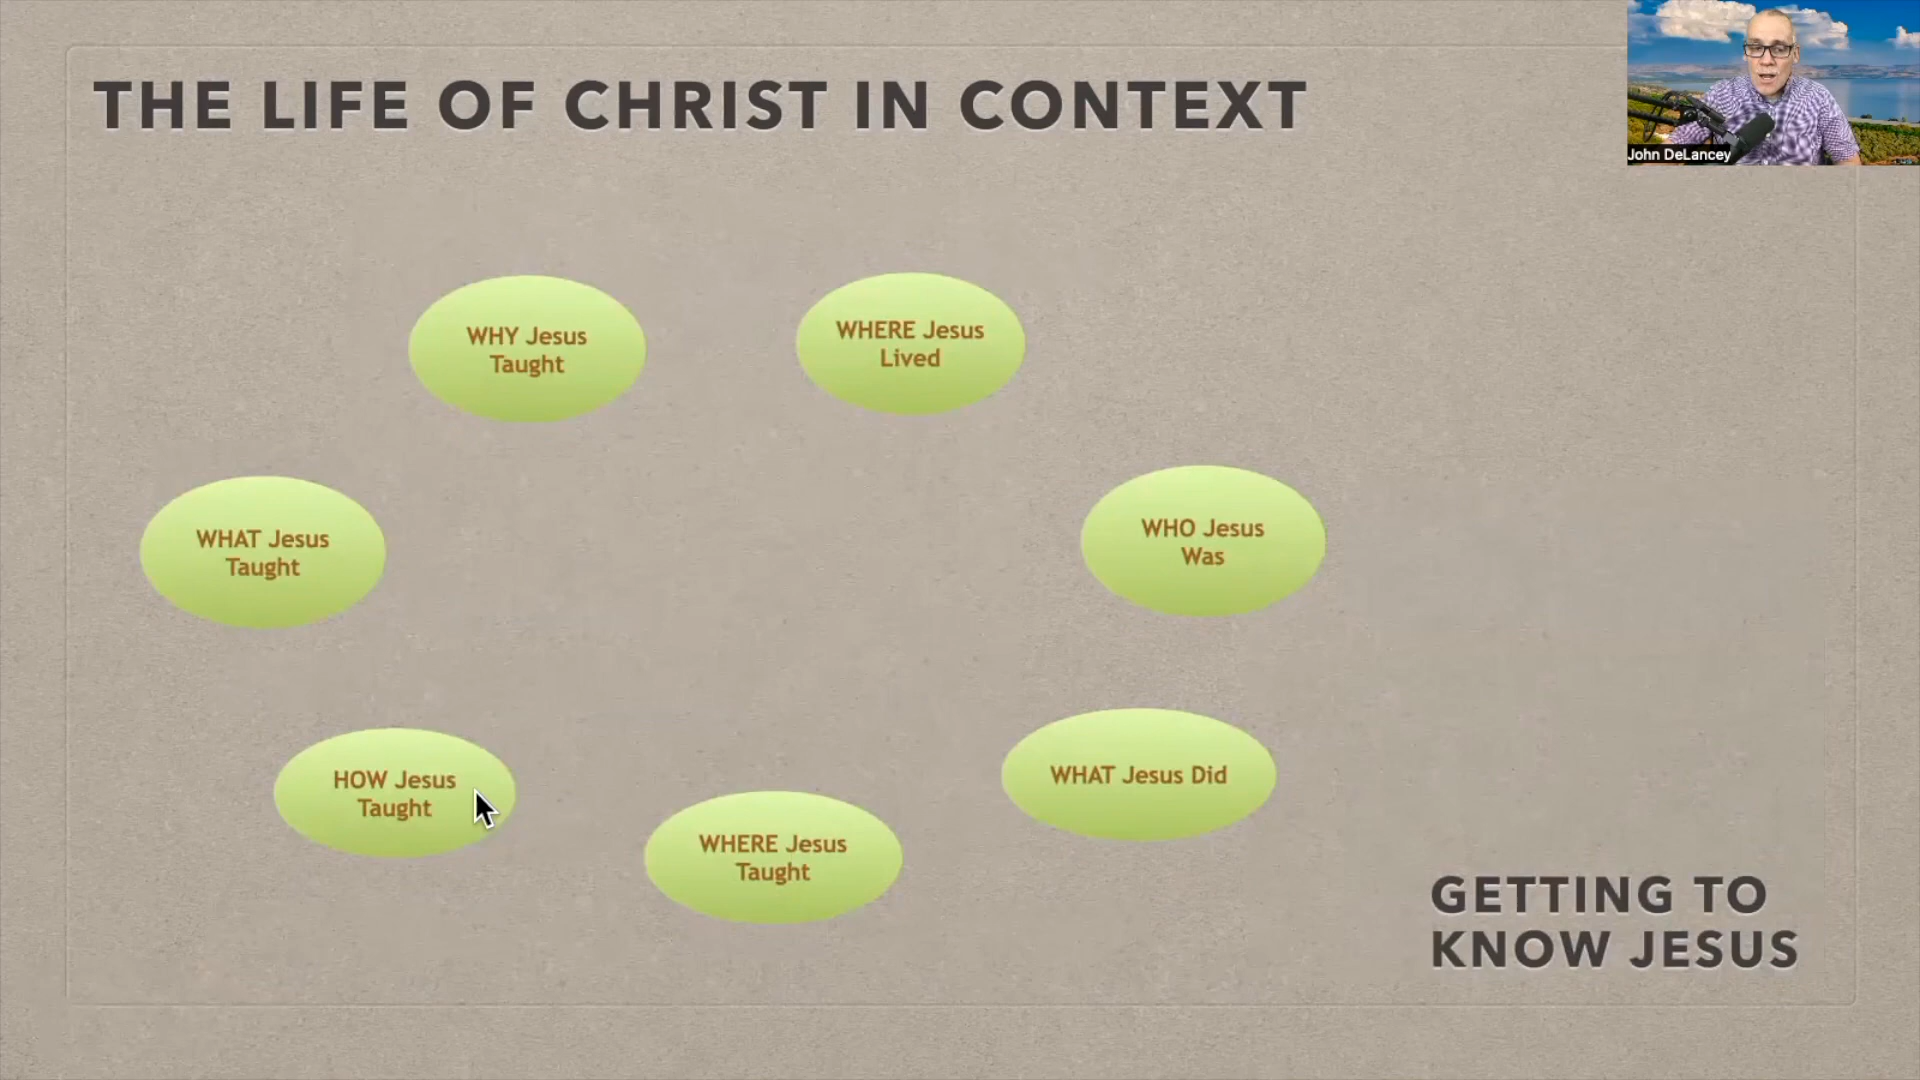 THE LIFE OF CHRIST IN CONTEXT
John DeLancey
WHY Jesus
Taught
WHERE Jesus
Lived
WHAT Jesus
Taught
WHO Jesus
Was
HOW Jesus
Taught
WHERE Jesus
Taught
WHAT Jesus Did
GETTING TO
KNOW JESUS